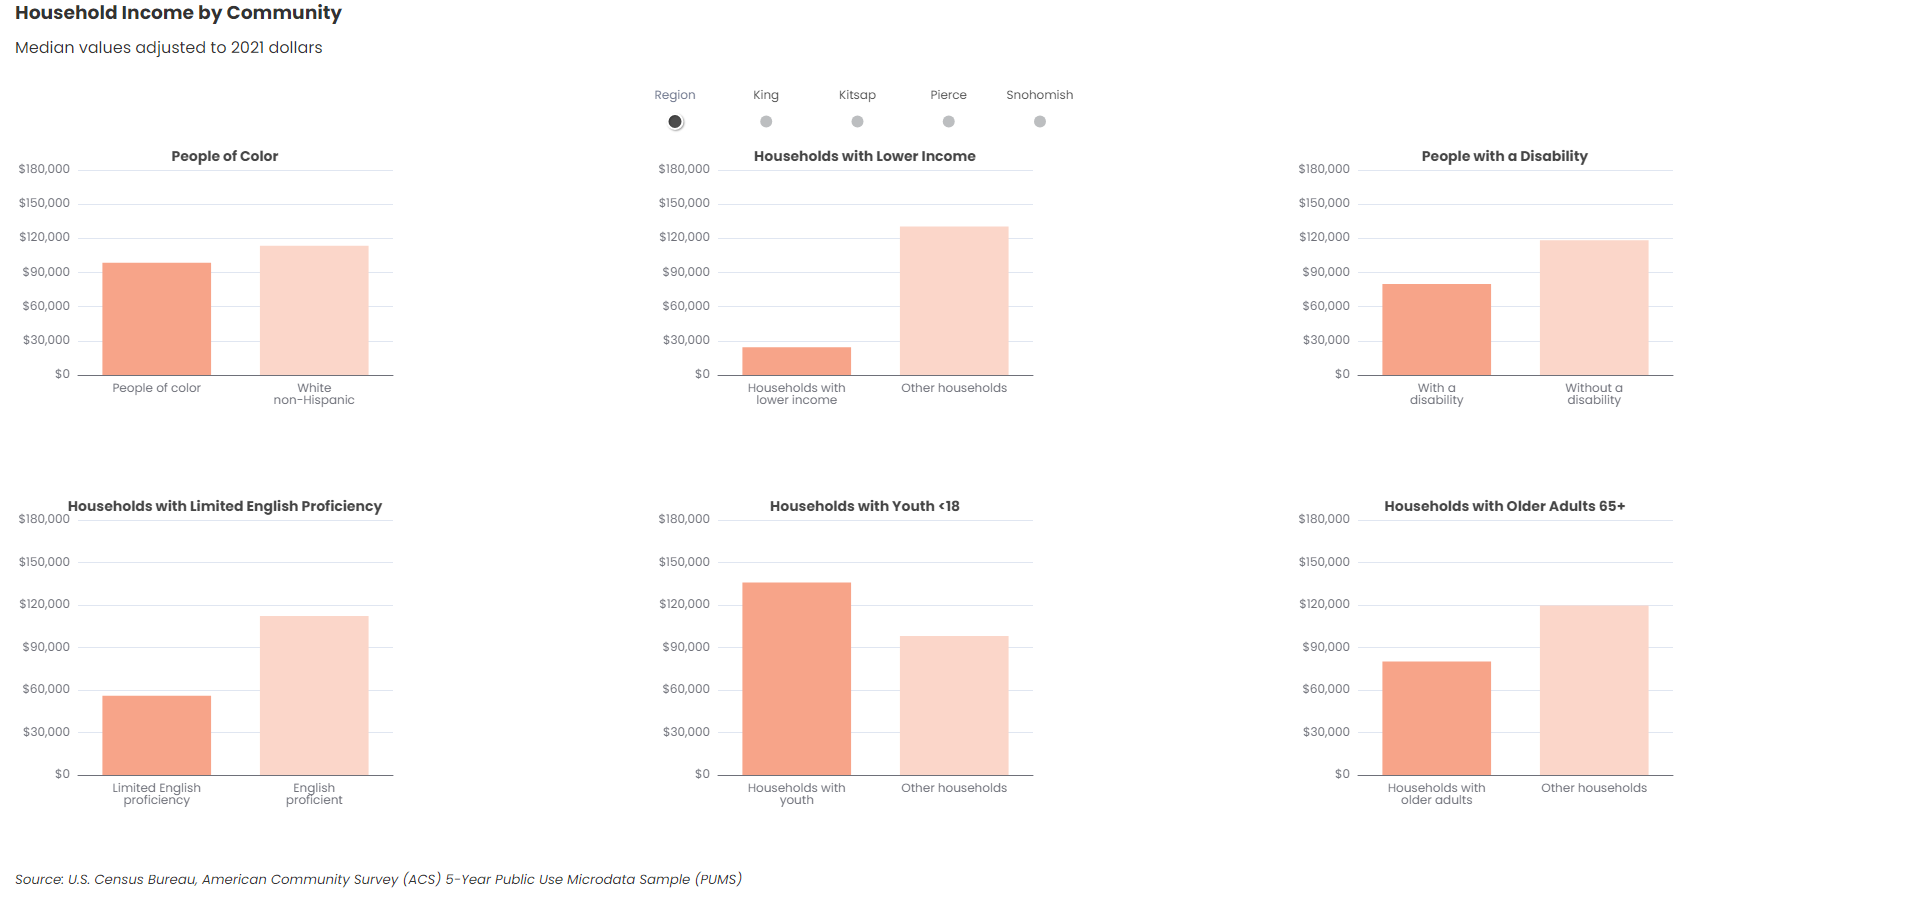 Household Income by Community
Median values adjusted to 2021 dollars
Region King Kitsap Pierce Snohomish
People of Color
$180,000
$150,000
$120,000
$90,000
$60,000
$30,000
$0
People of color
White
non-Hispanic
Households with Lower Income
$180,000
$150,000
$120,000
$90,000
$60,000
$30,000
$0
Households with
lower income
Other households
People with a Disability
$180,000
$150,000
$120,000
$90,000
$60,000
$30,000
$0
With a
disability
Without a
disability
Households with Limited English Proficiency
$180,000
$150,000
$120,000
$90,000
$60,000
$30,000
$0
Limited English
proficiency
English
proficient
Households with Youth <18
$180,000
$150,000
$120,000
$90,000
$60,000
$30,000
$0
Households with
youth
Other households
Households with Older Adults 65+
$180,000
$150,000
$120,000
$90,000
$60,000
$30,000
$0
Households with
older adults
Other households
Source: U.S. Census Bureau, American Community Survey (ACS) 5-Year Public Use Microdata Sample (PUMS)